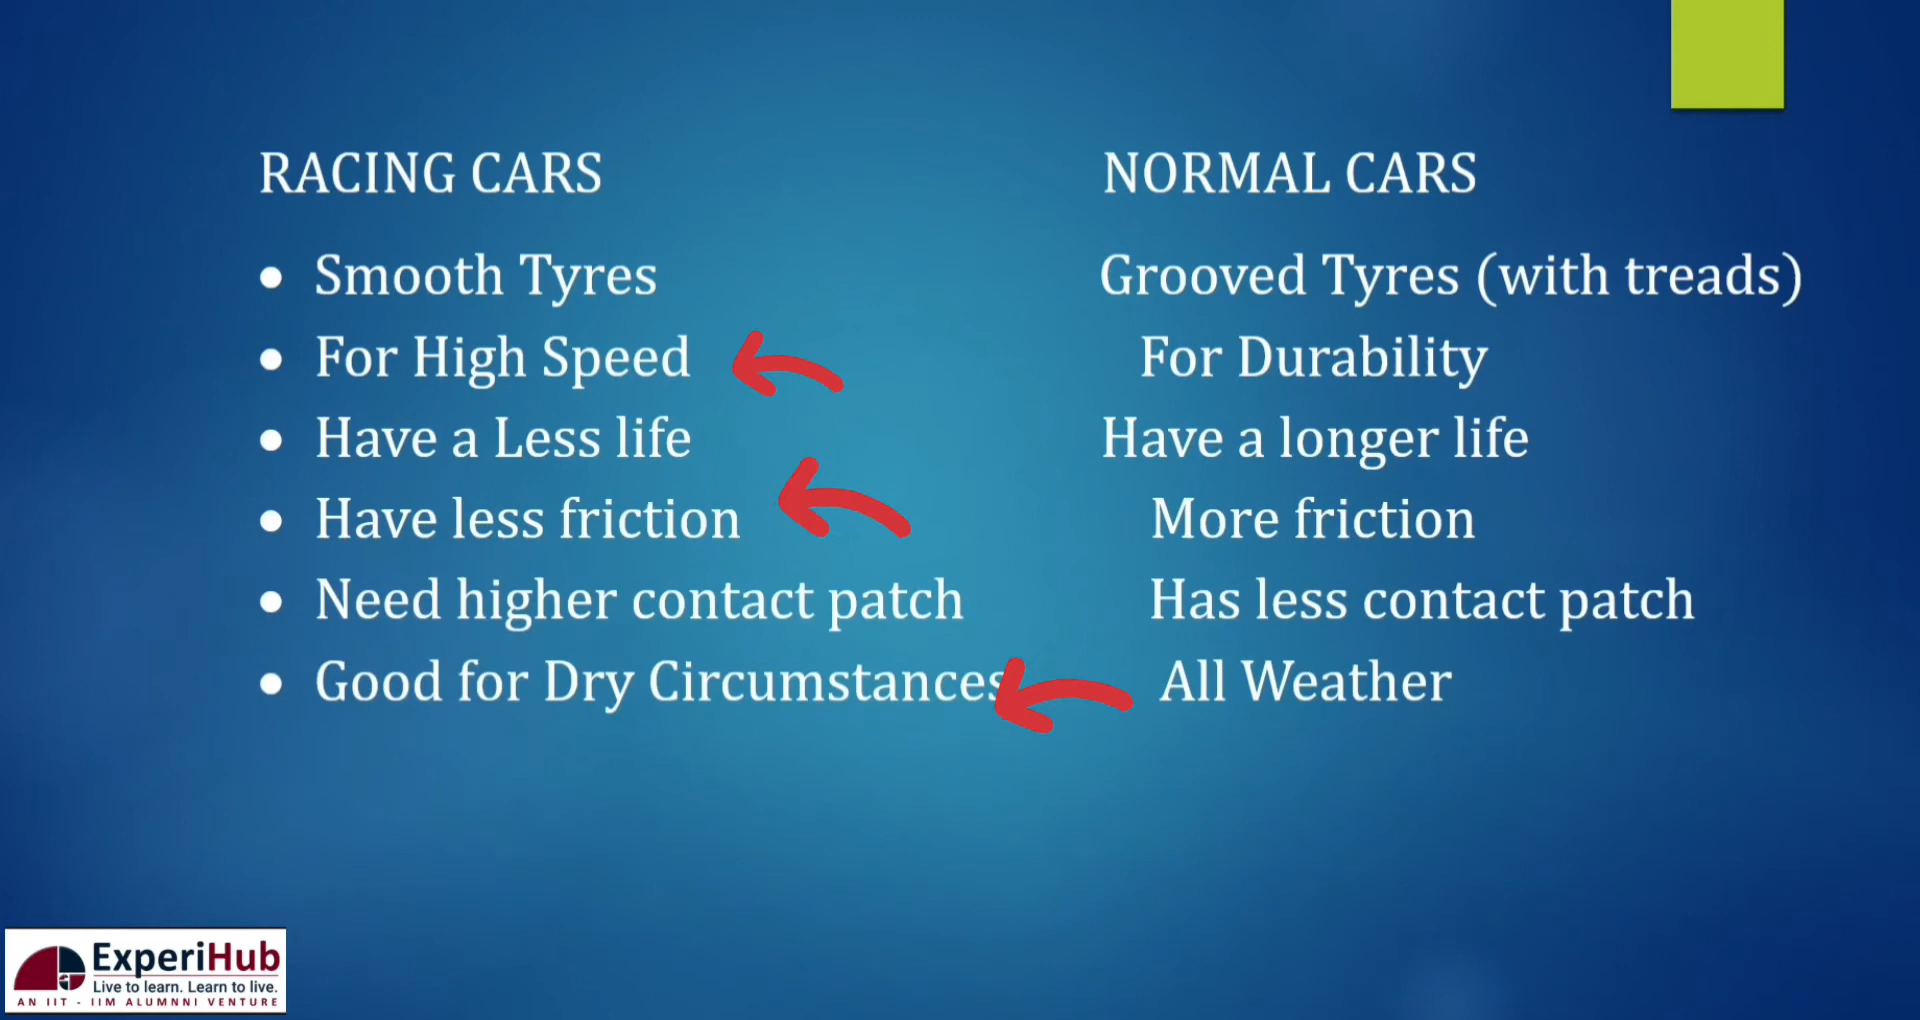 RACING CARS
NORMAL CARS
• Smooth Tyres
Grooved Tyres (with treads)
• For High Speed
For Durability
• Have a Less life
Have a longer life
• Have less friction
More friction
• Need higher contact patch
Has less contact patch
• Good for Dry Circumstances
All Weather
ExperiHub
Live to learn. Learn to live.
AN IIT - IIM ALUMNNI VENTURE